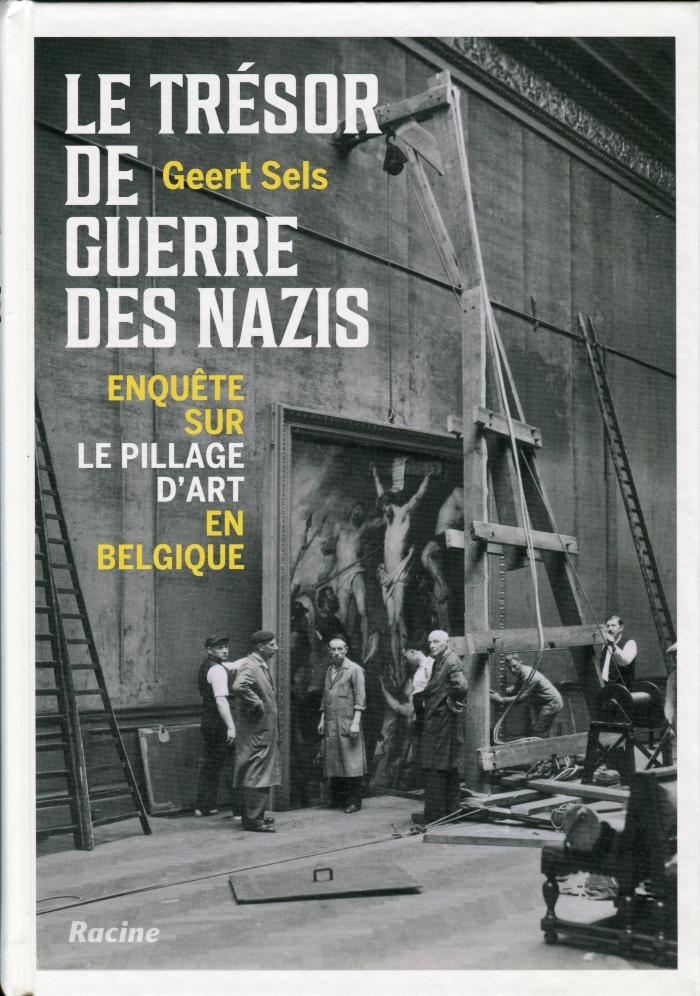 LE TRÉSOR
DE
Geert Sels
GUERRE
DES NAZIS
ENQUÊTE
SUR
LE PILLAGE
D'ART
EN
BELGIQUE
Racine